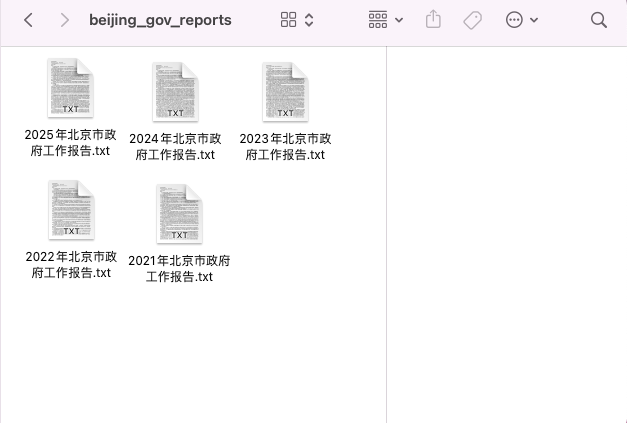 beijing_gov_reports
TXT
TXT
TXT
2025年北京市政
府工作报告.txt
2024年北京市政
府工作报告.txt
2023年北京市政
府工作报告.txt
TXT
TXT
2022年北京市政
府工作报告.txt
2021年北京市政府
工作报告.txt